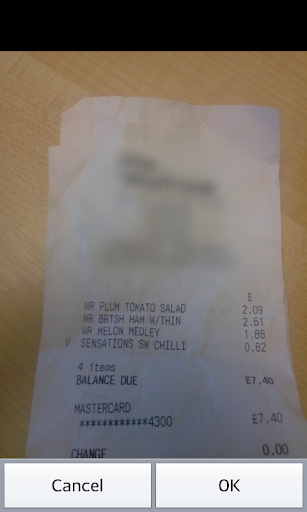 £
WR PLUM TOMATO SALAD 2.09
WR BRTSH HAM W/THIN 2.61
WR MELON MEDLEY 1.88
V SENSATIONS SW CHILLI 0.82
4 items
BALANCE DUE £7.40
MASTERCARD
************4300 £7.40
CHANGE 0.00
Cancel OK